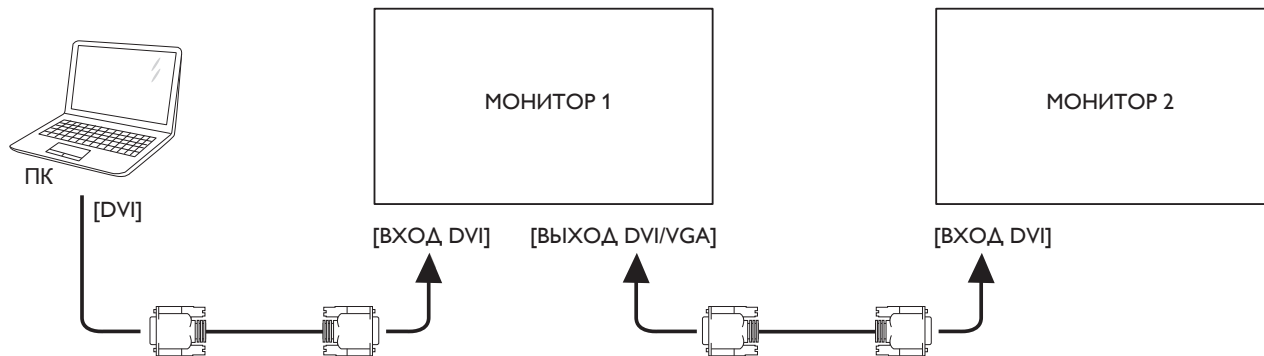 МОНИТОР 1
МОНИТОР 2
ПК
[DVI]
[ВХОД DVI]
[ВЫХОД DVI/VGA]
[ВХОД DVI]